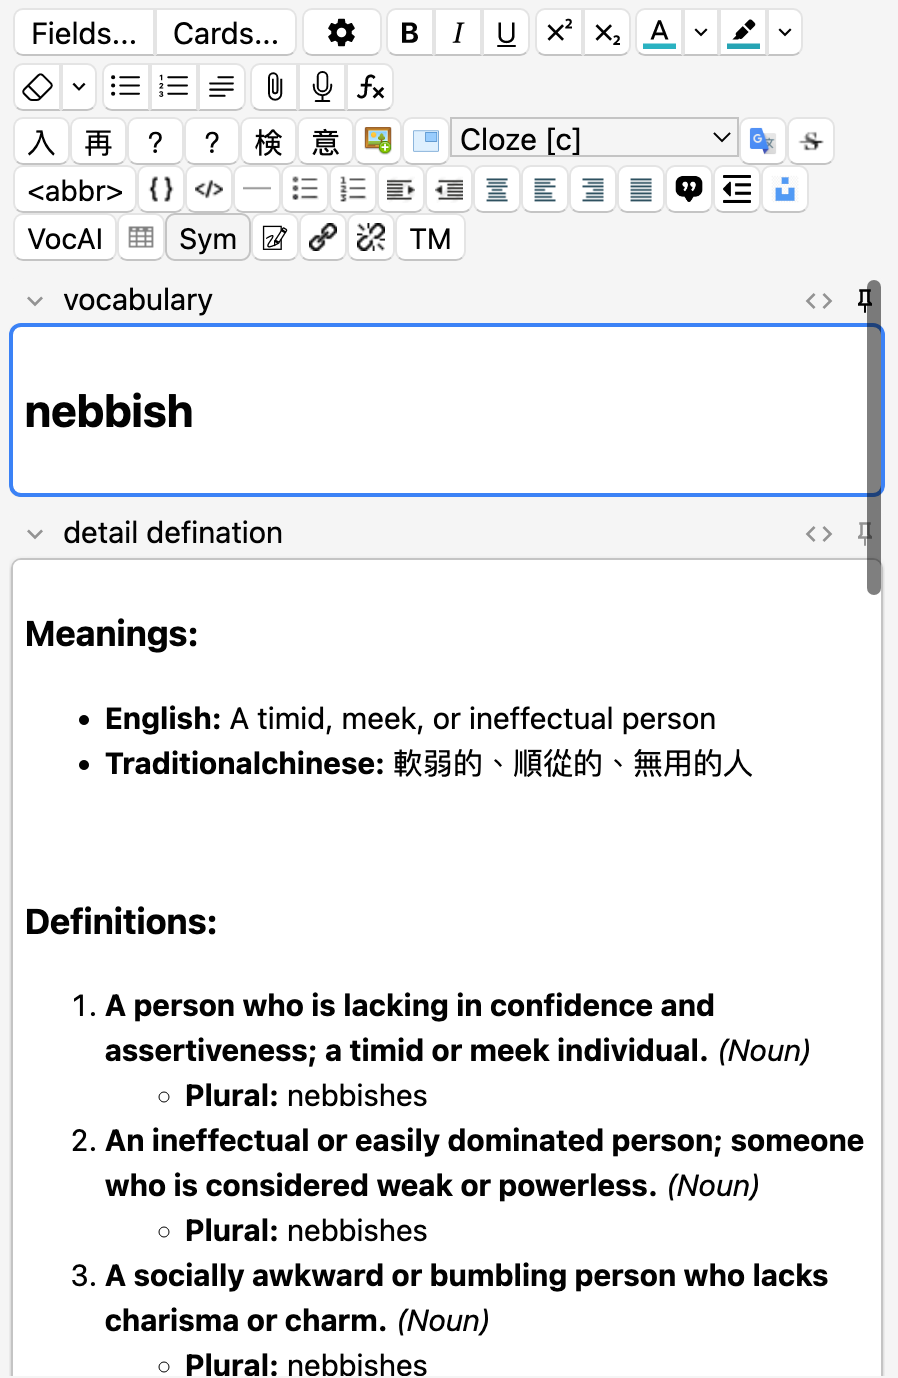 Fields... Cards... B I U X² X₂ A
fx
入 再 ? ? 検 意 Cloze [c] S
<abbr> {} </>
VocAI Sym TM
vocabulary <>
nebbish
detail defination <>
Meanings:
• English: A timid, meek, or ineffectual person
• Traditionalchinese: 軟弱的、順從的、無用的人
Definitions:
1. A person who is lacking in confidence and
assertiveness; a timid or meek individual. (Noun)
○ Plural: nebbishes
2. An ineffectual or easily dominated person; someone
who is considered weak or powerless. (Noun)
○ Plural: nebbishes
3. A socially awkward or bumbling person who lacks
charisma or charm. (Noun)
○ Plural: nebbishes